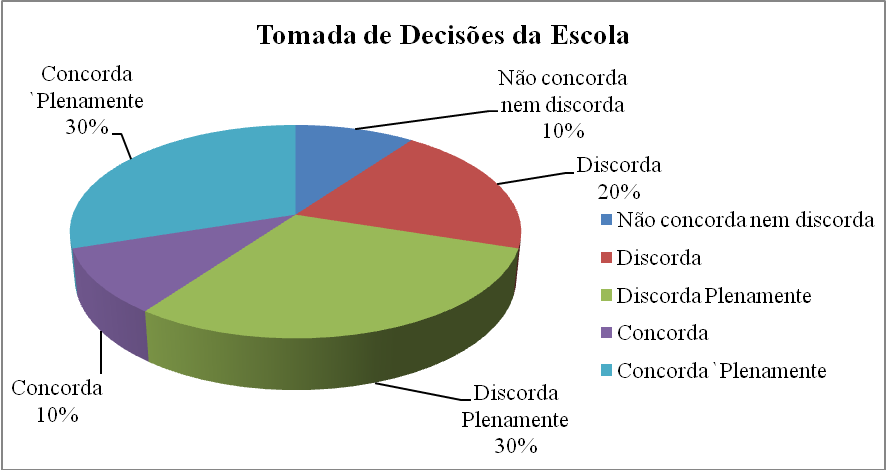 Tomada de Decisões da Escola
Concorda
`Plenamente
30%
Não concorda
nem discorda
10%
Discorda
20%
Não concorda nem discorda
Discorda
Discorda Plenamente
Concorda
Concorda `Plenamente
Concorda
10%
Discorda
Plenamente
30%